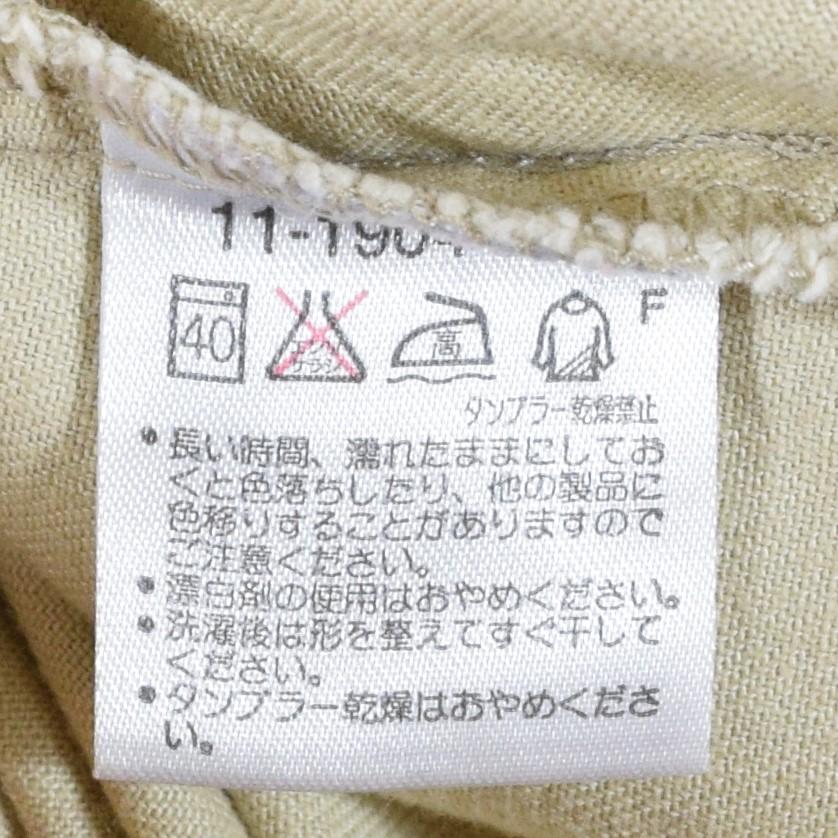 11-1904
40 エンソ サラシ 高 F
タンブラー乾燥禁止
●長い時間、濡れたままにしてお
くと色落ちしたり、他の製品に
色移りすることがありますので
ご注意ください。
●漂白剤の使用はおやめください。
●洗濯後は形を整えてすぐ干して
ください。
●タンブラー乾燥はおやめくださ
い。